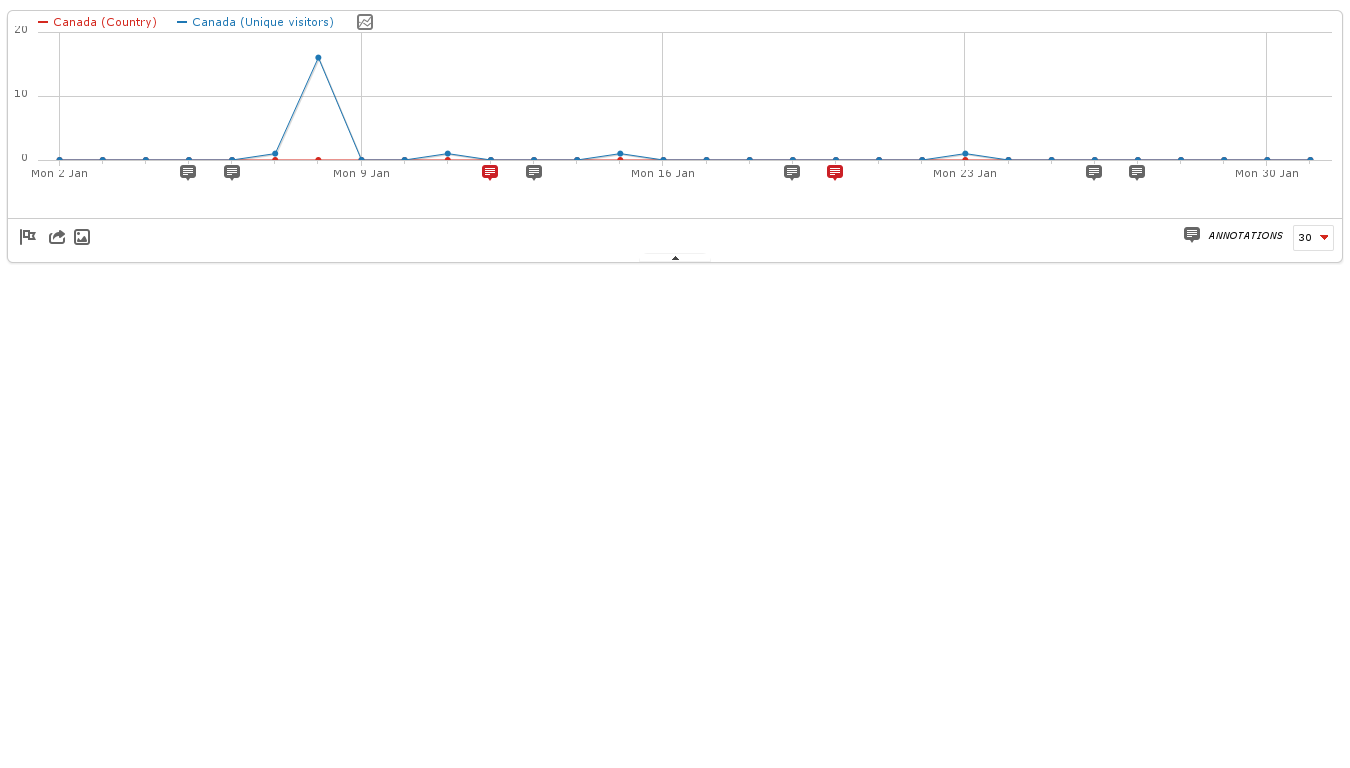 Canada (Country) Canada (Unique visitors)
20
10
0
Mon 2 Jan Mon 9 Jan Mon 16 Jan Mon 23 Jan Mon 30 Jan
ANNOTATIONS 30